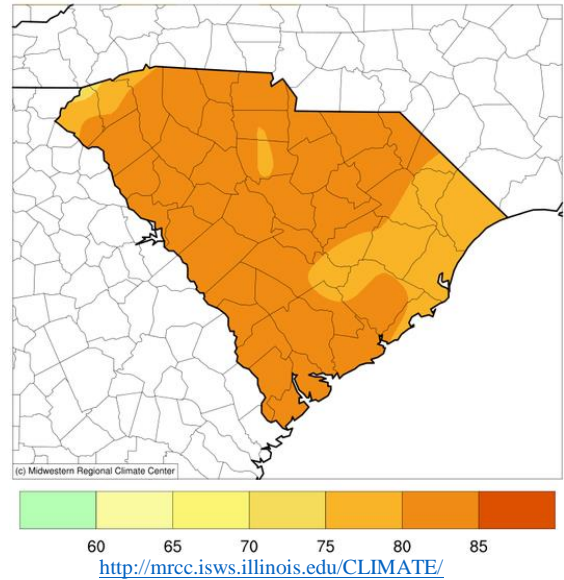 (c) Midwestern Regional Climate Center
60 65 70 75 80 85
http://mrcc.isws.illinois.edu/CLIMATE/